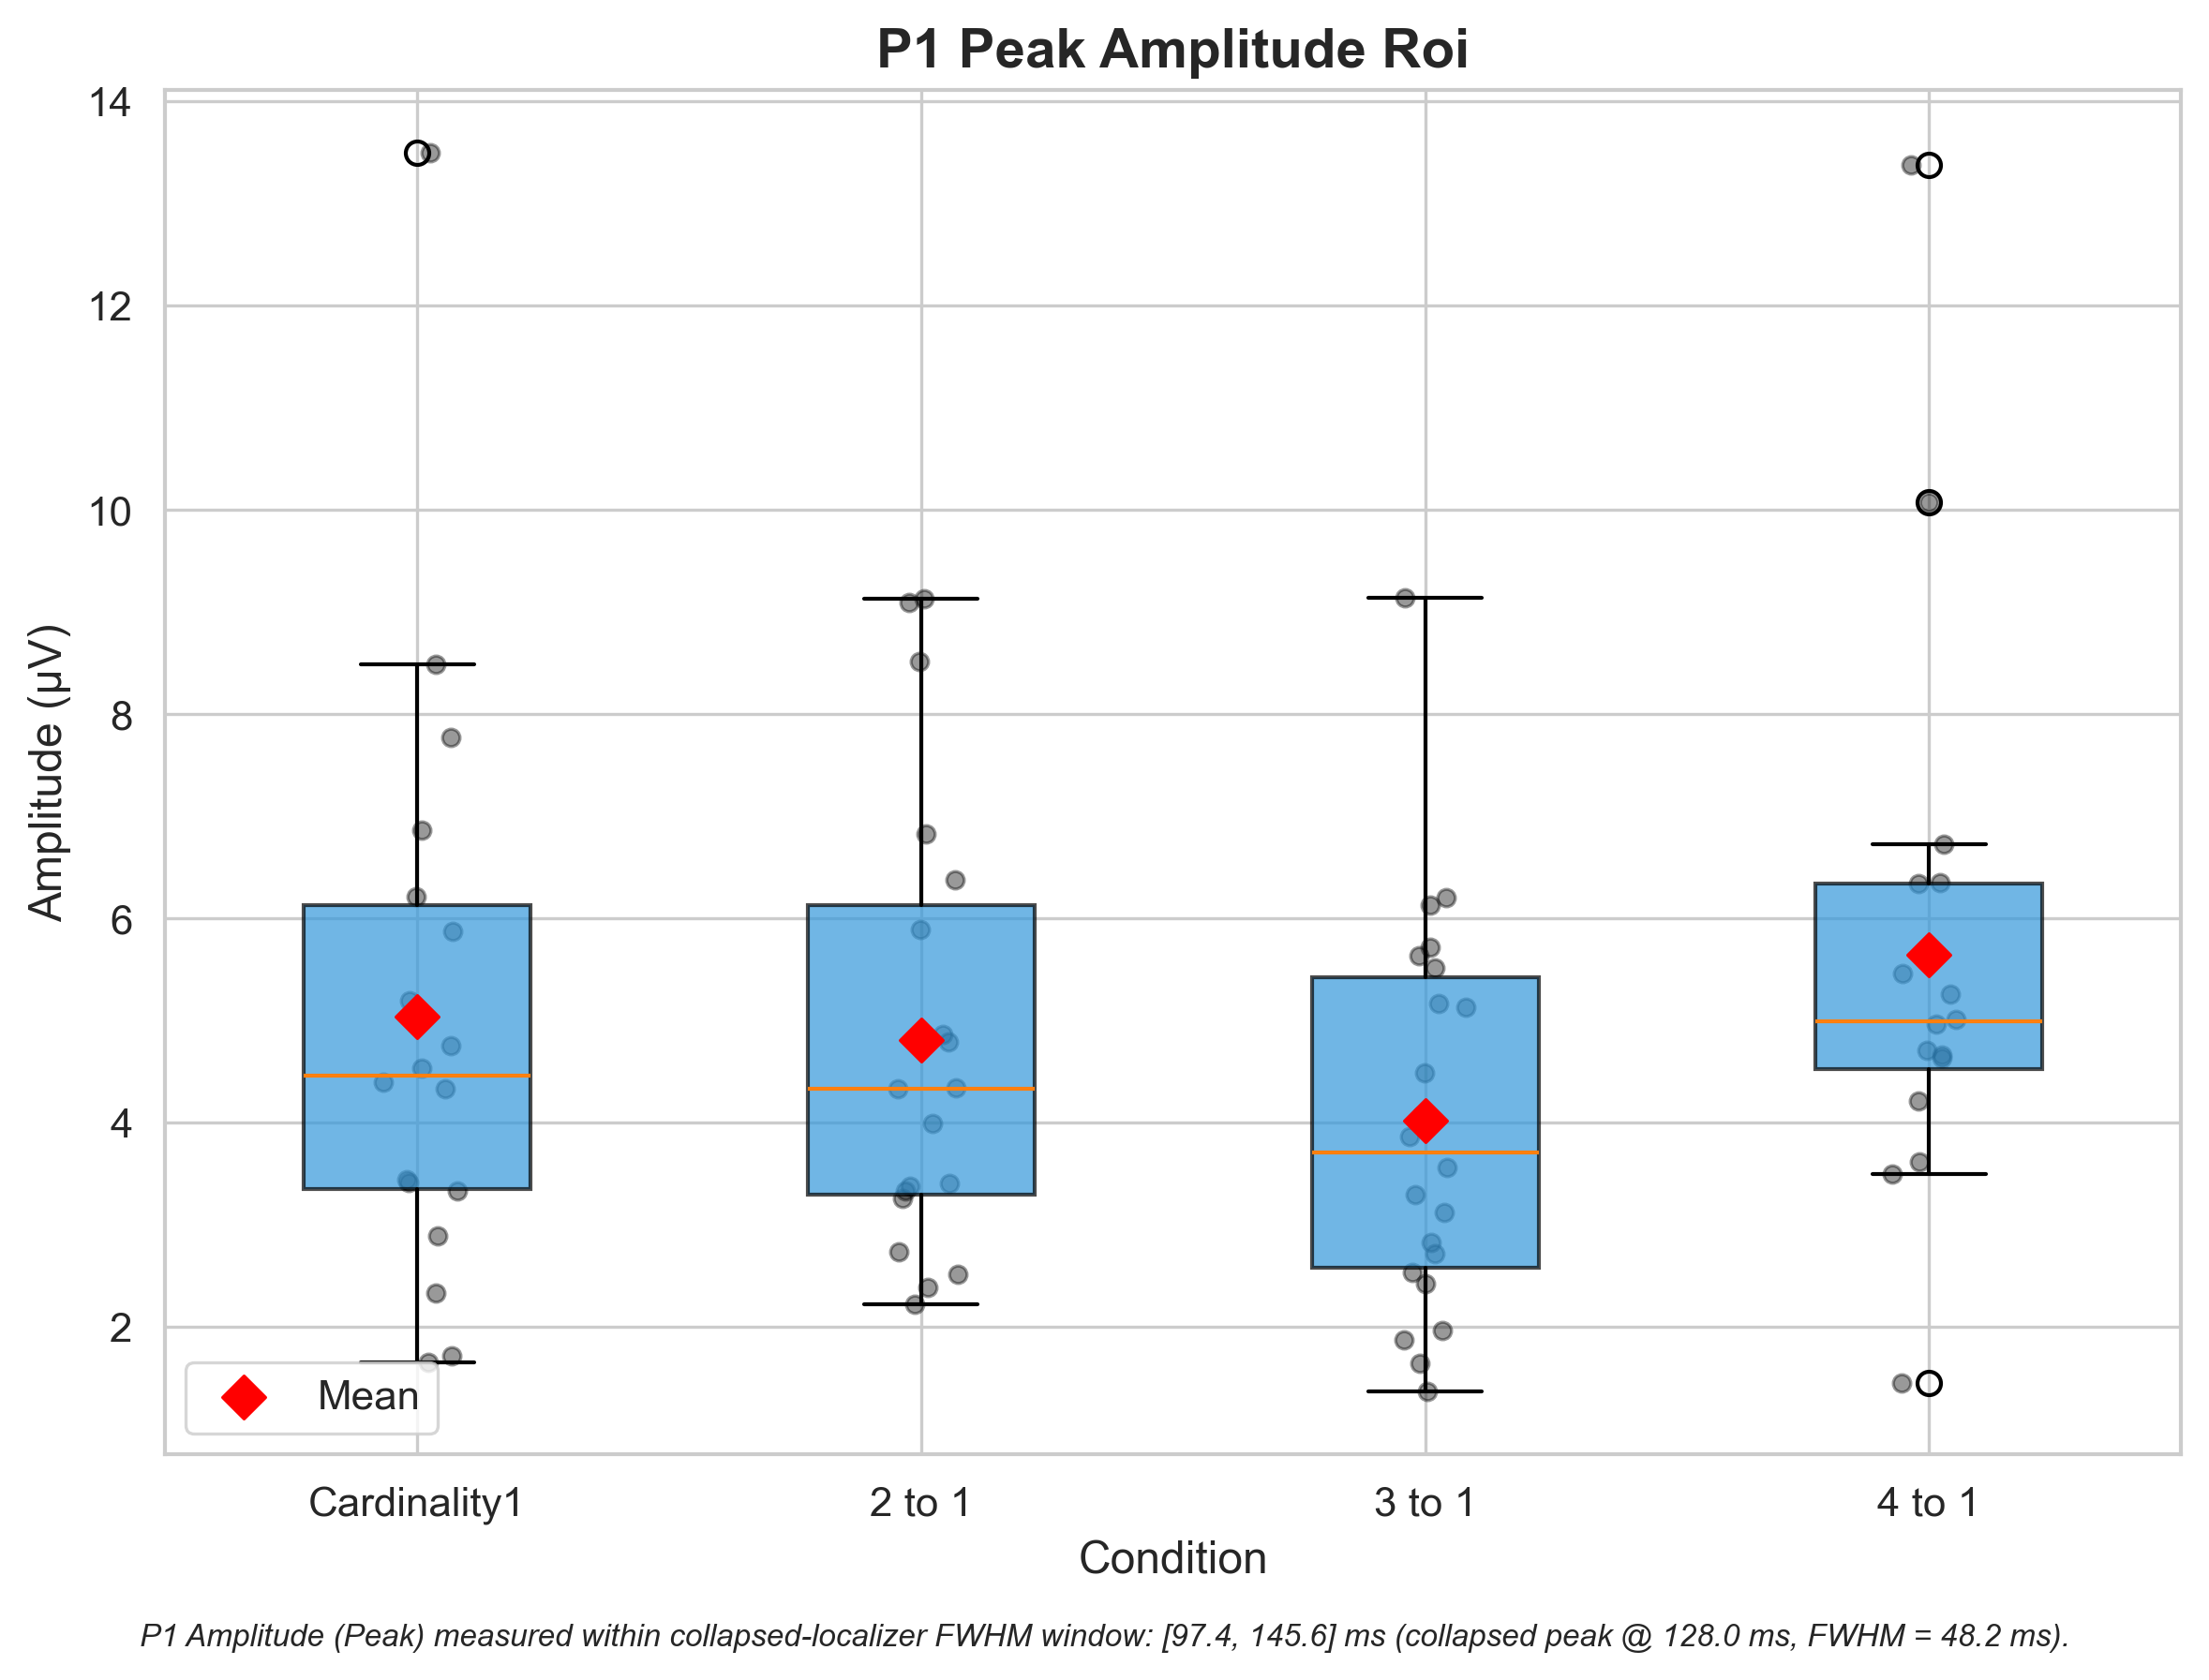 P1 Peak Amplitude Roi
14
12
10
8
6
4
2
Amplitude (µV)
Mean
Cardinality1
2 to 1
3 to 1
4 to 1
Condition
P1 Amplitude (Peak) measured within collapsed-localizer FWHM window: [97.4, 145.6] ms (collapsed peak @ 128.0 ms, FWHM = 48.2 ms).